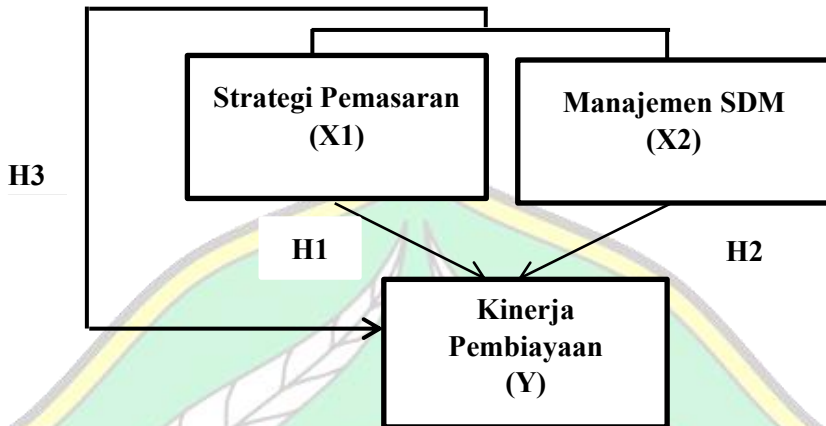 Strategi Pemasaran
(X1)
Manajemen SDM
(X2)
H3
H1
H2
Kinerja
Pembiayaan
(Y)